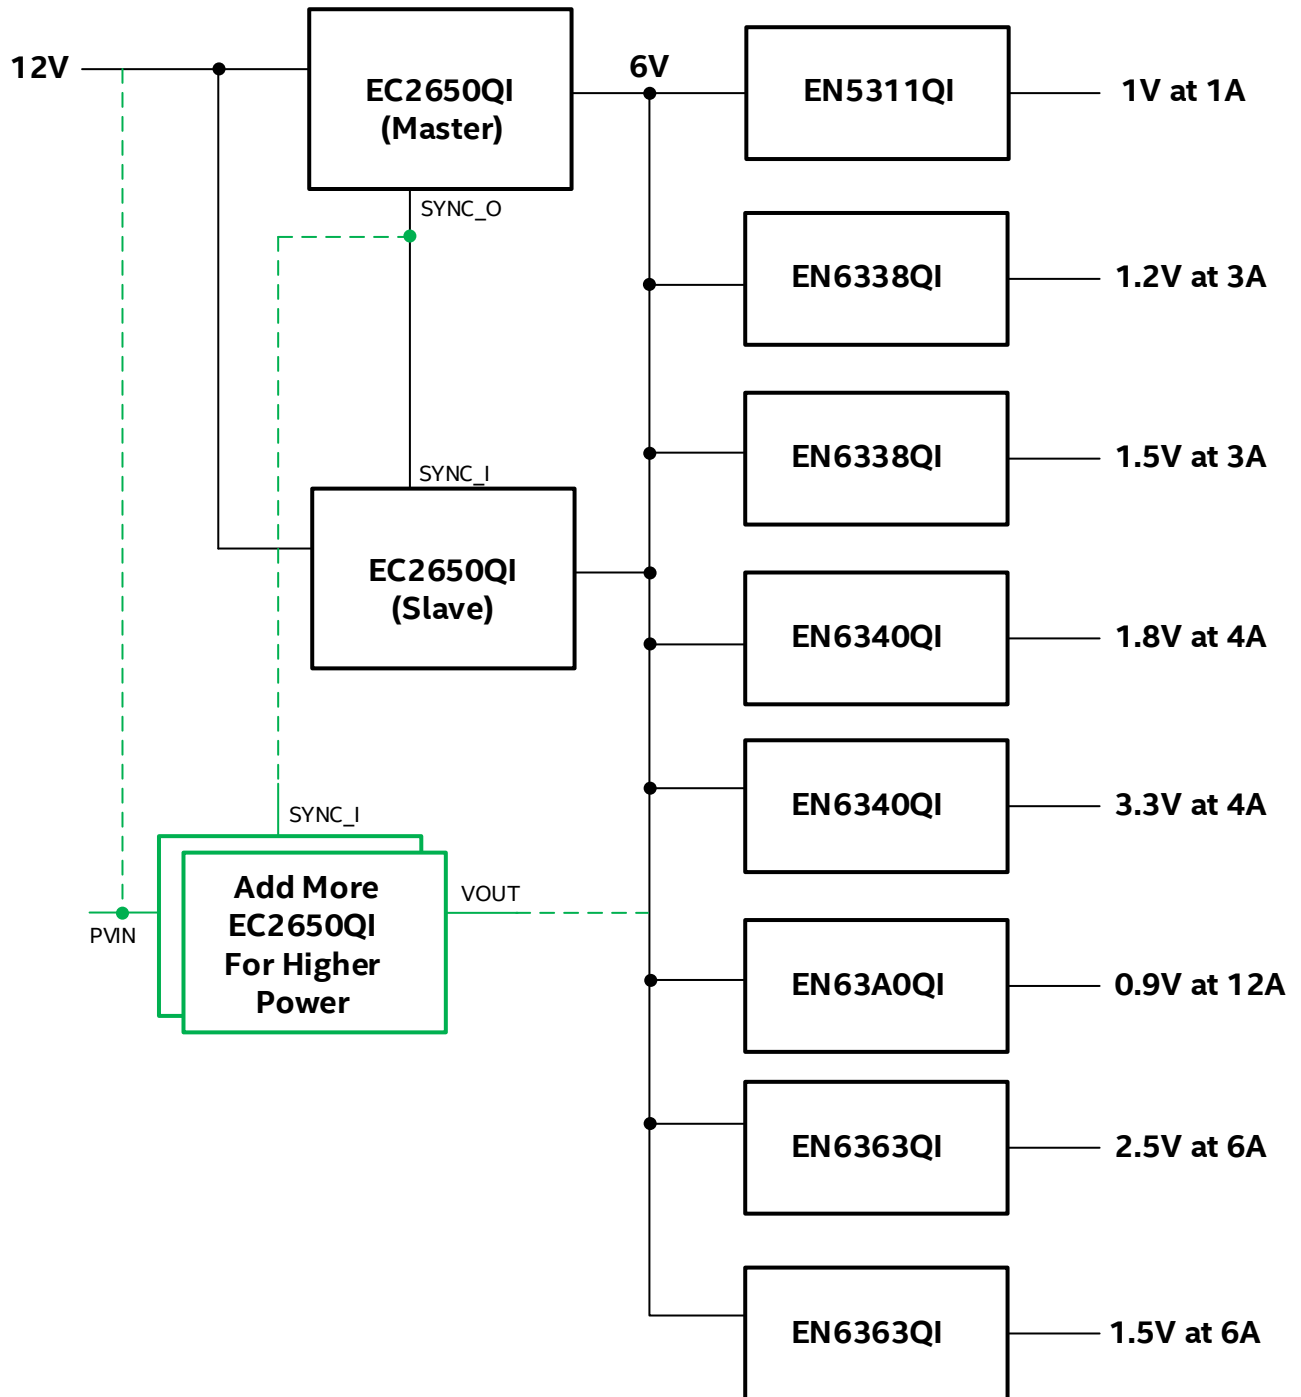 12V
EC2650QI
(Master)
6V
EN5311QI
1V at 1A
SYNC_O
EN6338QI
1.2V at 3A
EN6338QI
1.5V at 3A
SYNC_I
EC2650QI
(Slave)
EN6340QI
1.8V at 4A
EN6340QI
3.3V at 4A
SYNC_I
Add More
EC2650QI
For Higher
Power
VOUT
PVIN
EN63A0QI
0.9V at 12A
EN6363QI
2.5V at 6A
EN6363QI
1.5V at 6A